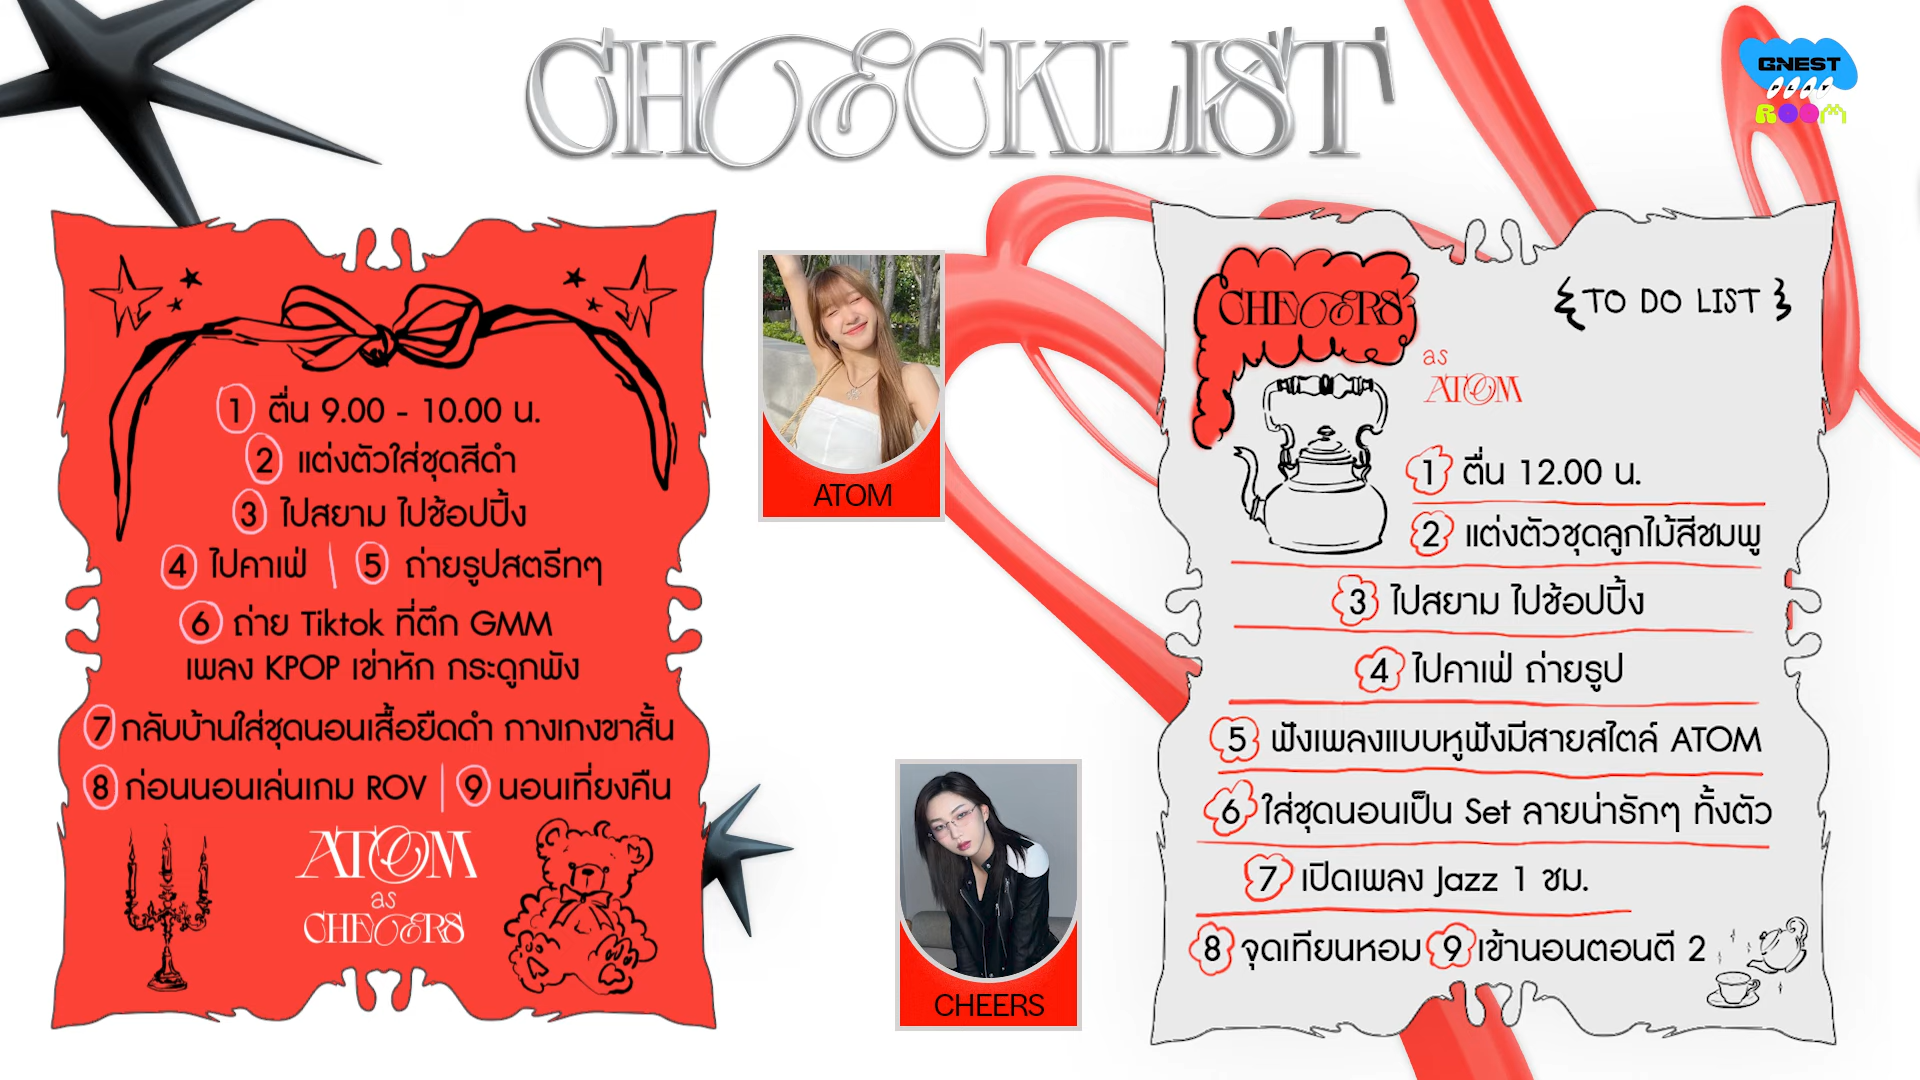 CHECKLIST
GNEST
PLAY
ROOM
1 ตื่น 9.00 - 10.00 น.
2 แต่งตัวใส่ชุดสีดำ
3 ไปสยาม ไปช้อปปิ้ง
4 ไปคาเฟ่ | 5 ถ่ายรูปสตรีทๆ
6 ถ่าย Tiktok ที่ตึก GMM
เพลง KPOP เข่าหัก กระดูกพัง
7 กลับบ้านใส่ชุดนอนเสื้อยืดดำ กางเกงขาสั้น
8 ก่อนนอนเล่นเกม ROV | 9 นอนเที่ยงคืน
ATOM
as
CHEERS
ATOM
CHEERS
CHEERS
{ TO DO LIST }
as
ATOM
1 ตื่น 12.00 น.
2 แต่งตัวชุดลูกไม้สีชมพู
3 ไปสยาม ไปช้อปปิ้ง
4 ไปคาเฟ่ ถ่ายรูป
5 ฟังเพลงแบบหูฟังมีสายสไตล์ ATOM
6 ใส่ชุดนอนเป็น Set ลายน่ารักๆ ทั้งตัว
7 เปิดเพลง Jazz 1 ชม.
8 จุดเทียนหอม 9 เข้านอนตอนตี 2